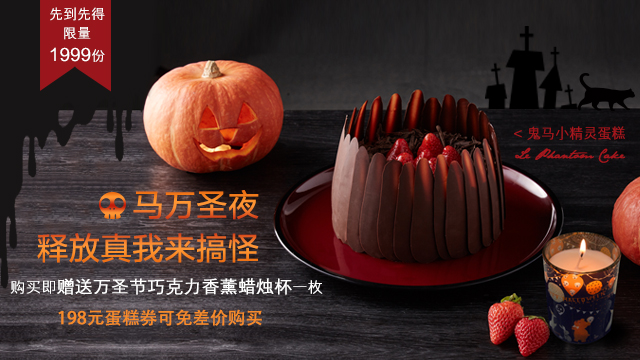 先到先得
限量
1999份
<鬼马小精灵蛋糕
Le Phantom Cake
马万圣夜
释放真我来搞怪
购买即赠送万圣节巧克力香薰蜡烛杯一枚
198元蛋糕券可免差价购买